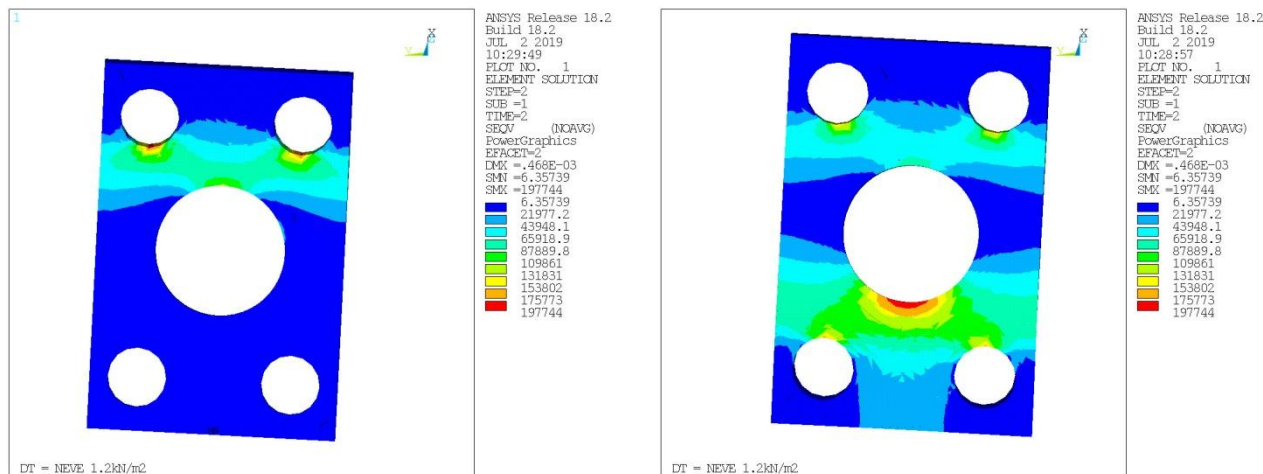 1
ANSYS Release 18.2
Build 18.2
JUL 2 2019
10:29:49
PLOT NO. 1
ELEMENT SOLUTION
STEP=2
SUB =1
TIME=2
SEQV (NOAVG)
PowerGraphics
EFACET=2
DMX =.468E-03
SMN =6.35739
SMX =197744
6.35739
21977.2
43948.1
65918.9
87889.8
109861
131831
153802
175773
197744
X
Y
DT = NEVE 1.2kN/m2
ANSYS Release 18.2
Build 18.2
JUL 2 2019
10:28:57
PLOT NO. 1
ELEMENT SOLUTION
STEP=2
SUB =1
TIME=2
SEQV (NOAVG)
PowerGraphics
EFACET=2
DMX =.468E-03
SMN =6.35739
SMX =197744
6.35739
21977.2
43948.1
65918.9
87889.8
109861
131831
153802
175773
197744
X
Y
DT = NEVE 1.2kN/m2